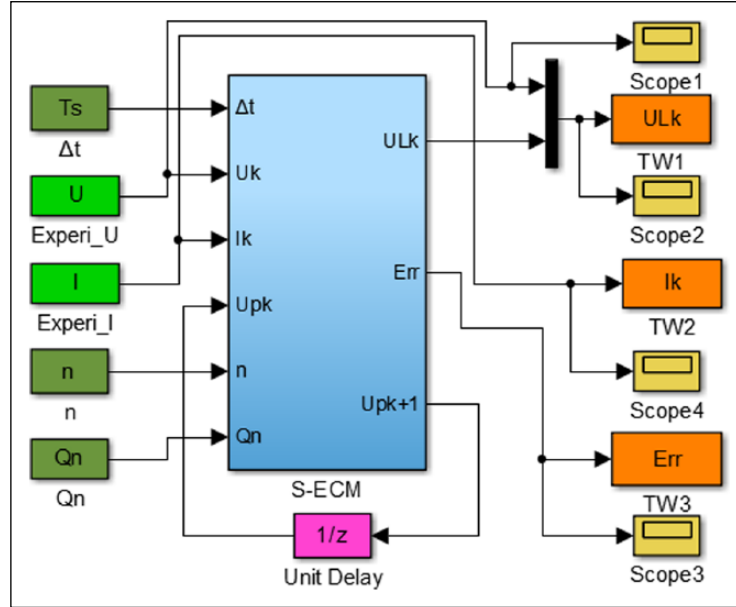 Ts
Δt
U
Experi_U
I
Experi_I
n
n
Qn
Qn
Δt
Uk
Ik
Upk
n
Qn
ULk
Err
Upk+1
S-ECM
1/z
Unit Delay
Scope1
ULk
TW1
Scope2
Ik
TW2
Scope4
Err
TW3
Scope3